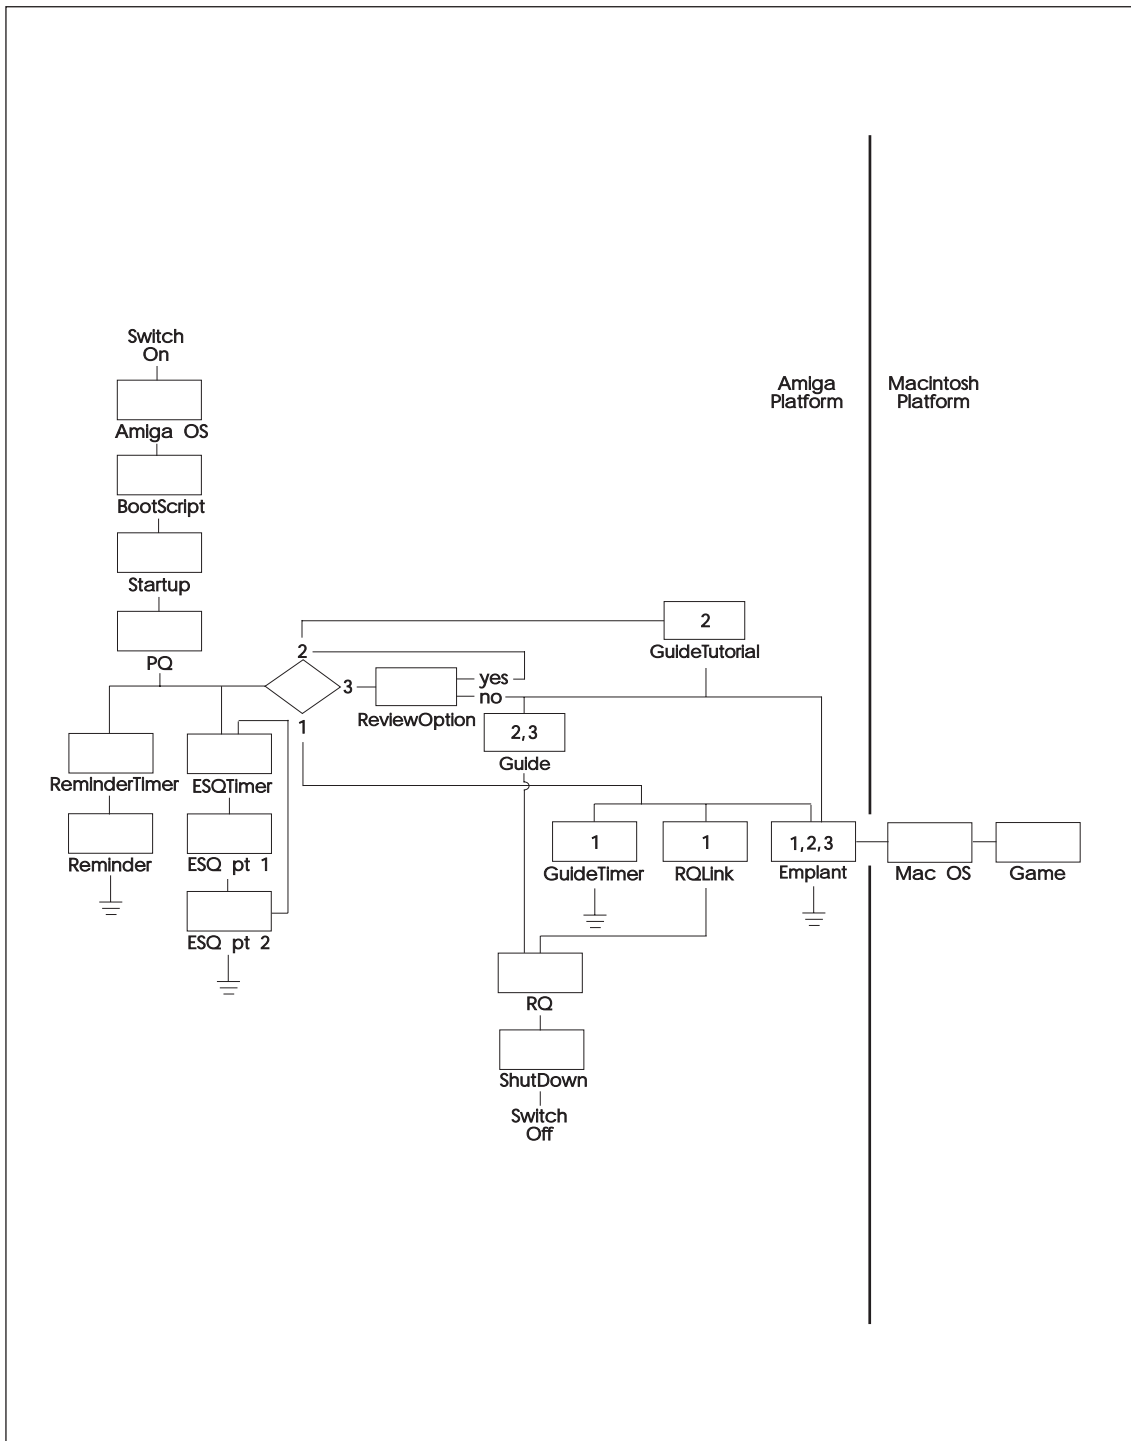 Switch
On
Amiga OS
BootScript
Startup
PQ
Amiga
Platform
Macintosh
Platform
2
GuideTutorial
2
3
1
yes
no
ReviewOption
2,3
Guide
ReminderTimer
ESQTimer
Reminder
ESQ pt 1
ESQ pt 2
1
GuideTimer
1
RQLink
1,2,3
Emplant
Mac OS
Game
RQ
ShutDown
Switch
Off